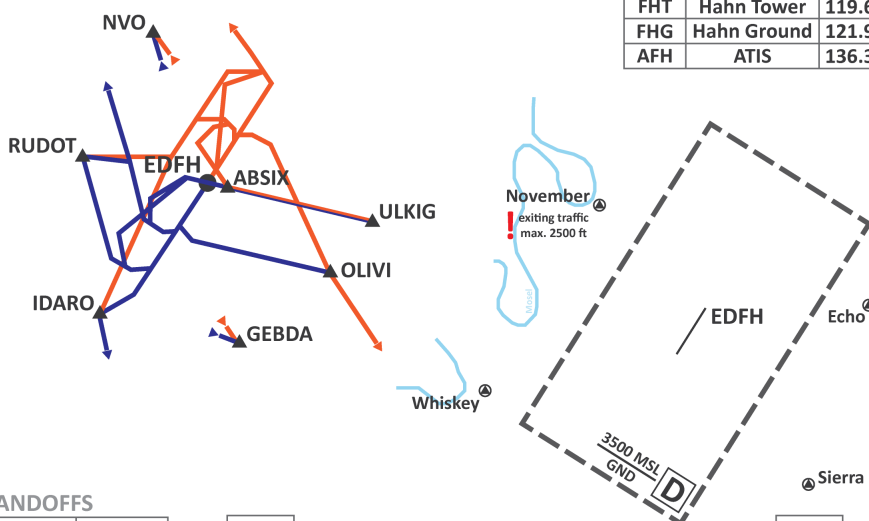 NVO
FHT Hahn Tower 119.6
FHG Hahn Ground 121.9
AFH ATIS 136.3
RUDOT
EDFH
ABSIX
ULKIG
OLIVI
IDARO
GEBDA
November
! exiting traffic
max. 2500 ft
Mosel
EDFH
Echo
Whiskey
3500 MSL
GND
D
Sierra
ANDOFFS